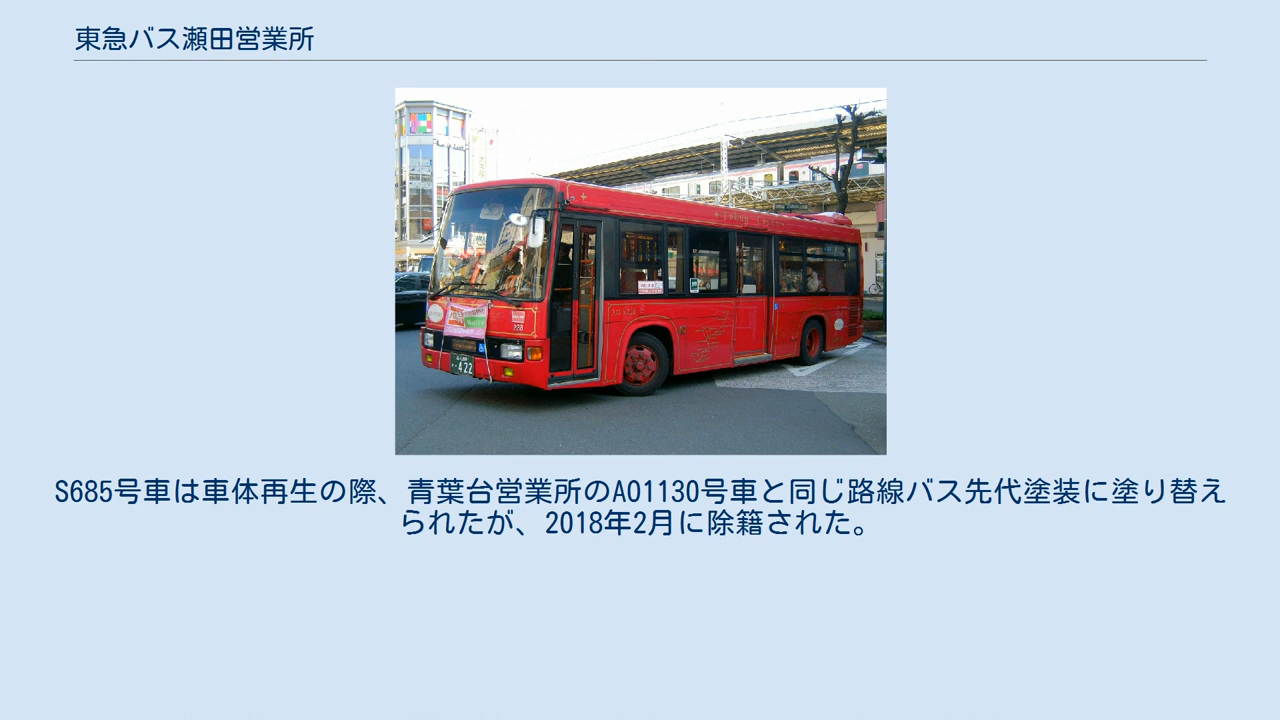 東急バス瀬田営業所
422
S685号車は車体再生の際、青葉台営業所のAO1130号車と同じ路線バス先代塗装に塗り替え
られたが、2018年2月に除籍された。